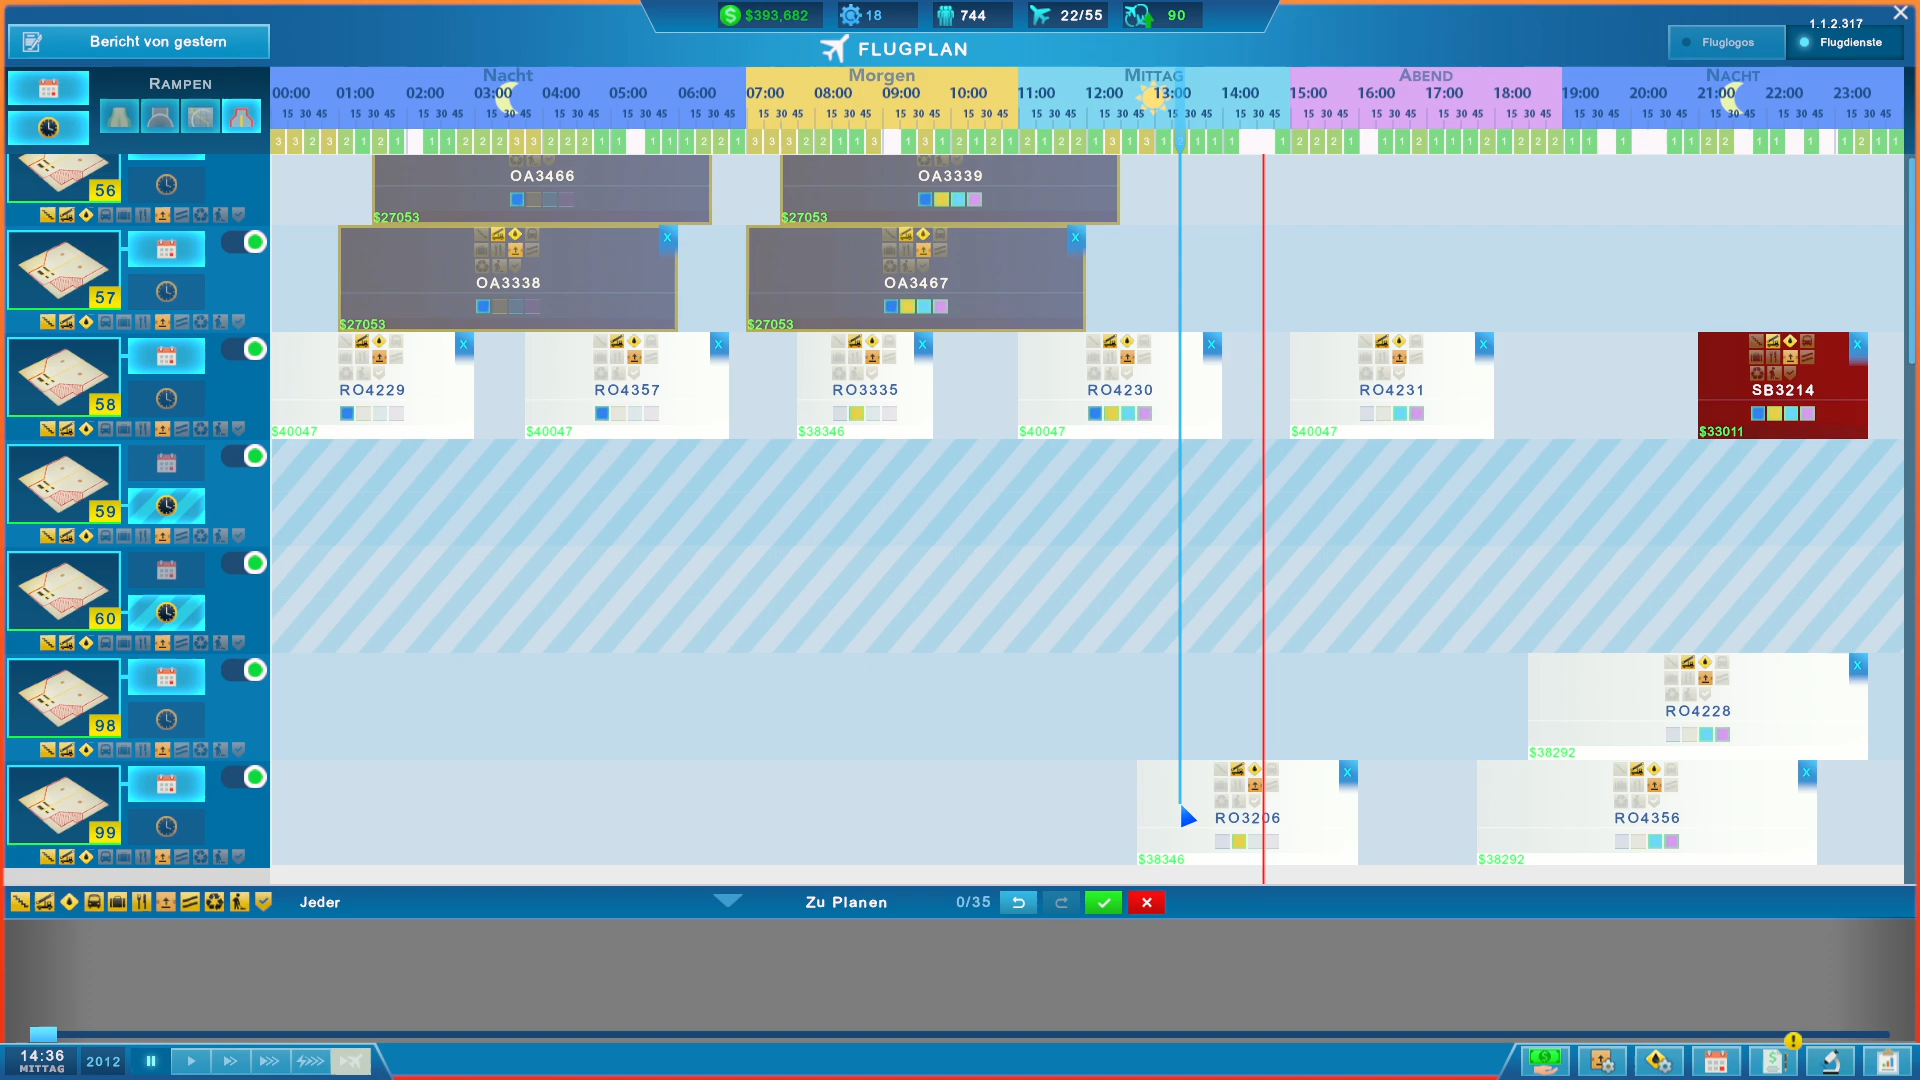 $393,682 18 744 22/55 90
1.1.2.317
Bericht von gestern
FLUGPLAN
Fluglogos
Flugdienste
RAMPEN
NACHT MORGEN MITTAG ABEND NACHT
00:00 01:00 02:00 03:00 04:00 05:00 06:00 07:00 08:00 09:00 10:00 11:00 12:00 13:00 14:00 15:00 16:00 17:00 18:00 19:00 20:00 21:00 22:00 23:00
56
OA3466
$27053
OA3339
$27053
57
OA3338
$27053
X
OA3467
$27053
X
58
RO4229
$40047
X
RO4357
$40047
X
RO3335
$38346
X
RO4230
$40047
X
RO4231
$40047
X
SB3214
$33011
X
59
60
98
RO4228
$38292
X
99
RO3206
$38346
X
RO4356
$38292
X
Jeder
Zu Planen
0/35
14:36
MITTAG
2012